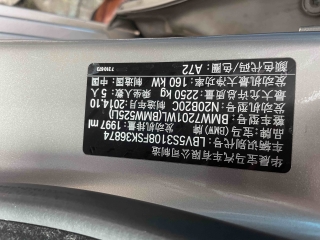 华晨宝马汽车有限公司制造
车辆识别代号 LBV5S3108FSK36874
品牌:宝马(BMW) 发动机排量:1997 ml
整车型号:BMW7201ML(BMW525Li)
发动机型号:N20B20C 制造年月:2014.10
最大允许总质量:2250 kg 乘坐人数:5 人
发动机最大净功率:160 kW 制造国:中国
颜色代码/色圈:A72